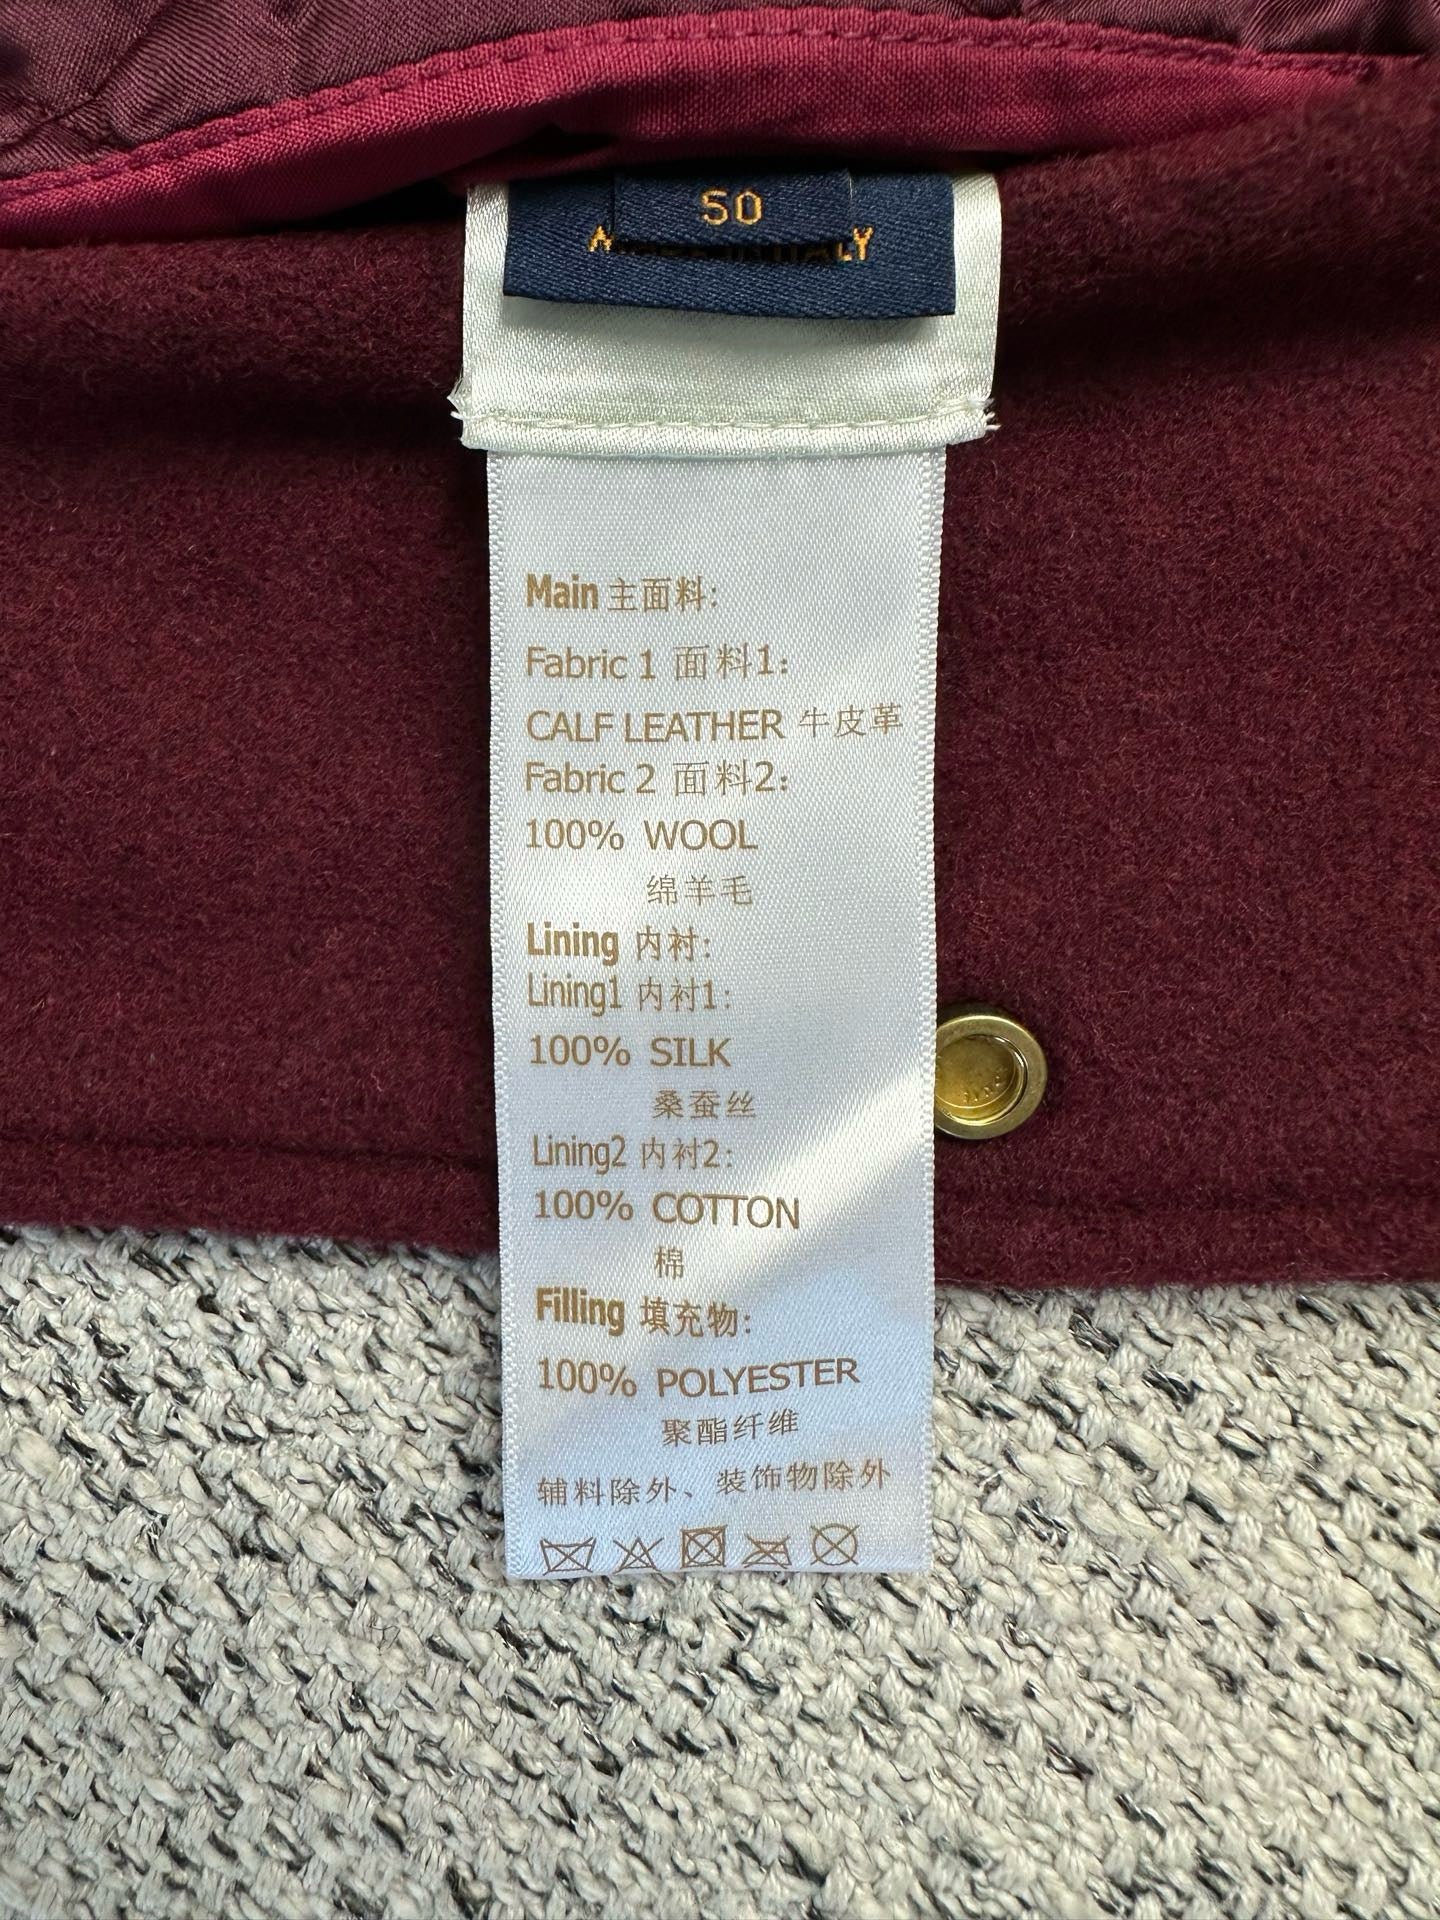 50
Main 主面料:
Fabric 1 面料1:
CALF LEATHER 牛皮革
Fabric 2 面料2:
100% WOOL
绵羊毛
Lining 内衬:
Lining1 内衬1:
100% SILK
桑蚕丝
Lining2 内衬2:
100% COTTON
棉
Filling 填充物:
100% POLYESTER
聚酯纤维
辅料除外、装饰物除外